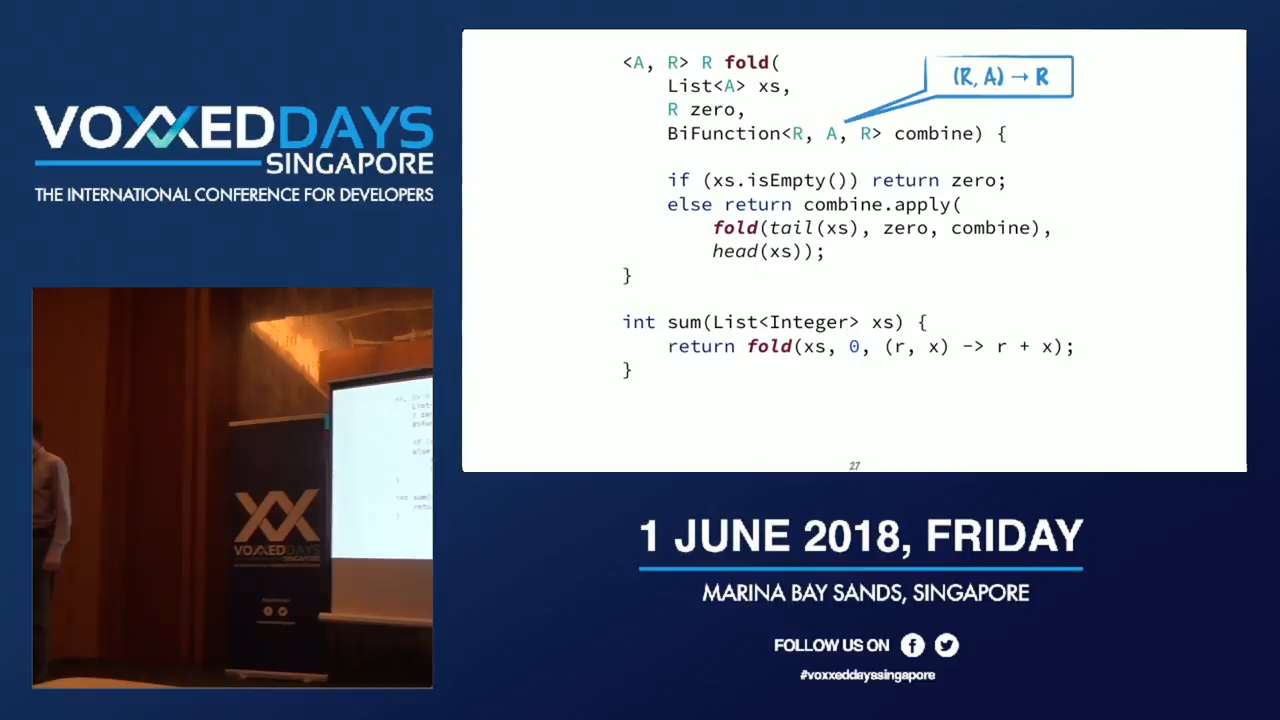 VOXXEDDAYS
SINGAPORE
THE INTERNATIONAL CONFERENCE FOR DEVELOPERS
<A, R> R fold(
List<A> xs,
R zero,
BiFunction<R, A, R> combine) {
(R, A) → R
if (xs.isEmpty()) return zero;
else return combine.apply(
fold(tail(xs), zero, combine),
head(xs));
}
int sum(List<Integer> xs) {
return fold(xs, 0, (r, x) -> r + x);
}
27
VOXXEDDAYS
SINGAPORE
1 JUNE 2018, FRIDAY
MARINA BAY SANDS, SINGAPORE
FOLLOW US ON
#voxxeddayssingapore